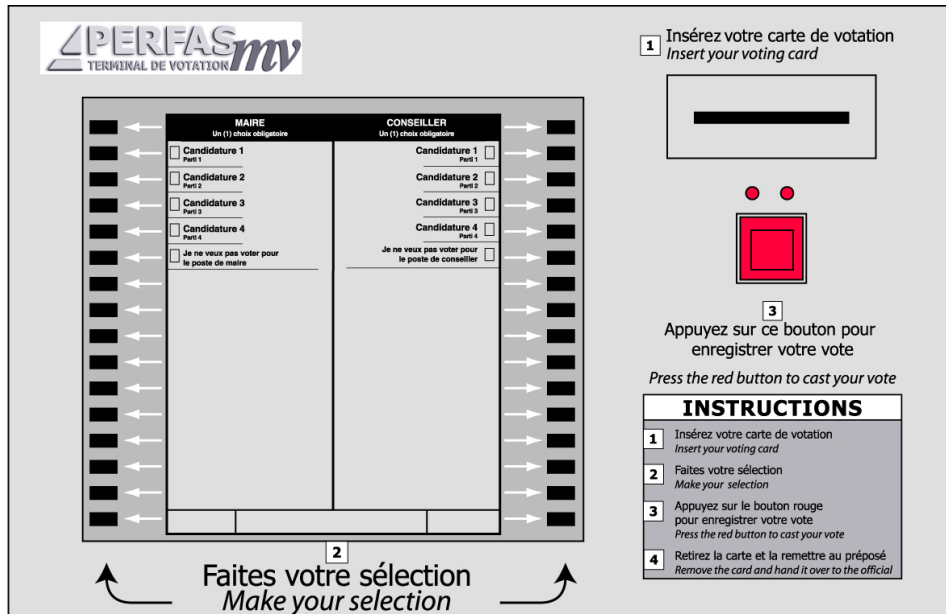 PERFAS mv
TERMINAL DE VOTATION
1 Insérez votre carte de votation
Insert your voting card
MAIRE
Un (1) choix obligatoire
Candidature 1
Parti 1
Candidature 2
Parti 2
Candidature 3
Parti 3
Candidature 4
Parti 4
Je ne veux pas voter pour
le poste de maire
CONSEILLER
Un (1) choix obligatoire
Candidature 1
Parti 1
Candidature 2
Parti 2
Candidature 3
Parti 3
Candidature 4
Parti 4
Je ne veux pas voter pour
le poste de conseiller
2
Faites votre sélection
Make your selection
3
Appuyez sur ce bouton pour
enregistrer votre vote
Press the red button to cast your vote
INSTRUCTIONS
1 Insérez votre carte de votation
Insert your voting card
2 Faites votre sélection
Make your selection
3 Appuyez sur le bouton rouge
pour enregistrer votre vote
Press the red button to cast your vote
4 Retirez la carte et la remettre au préposé
Remove the card and hand it over to the official